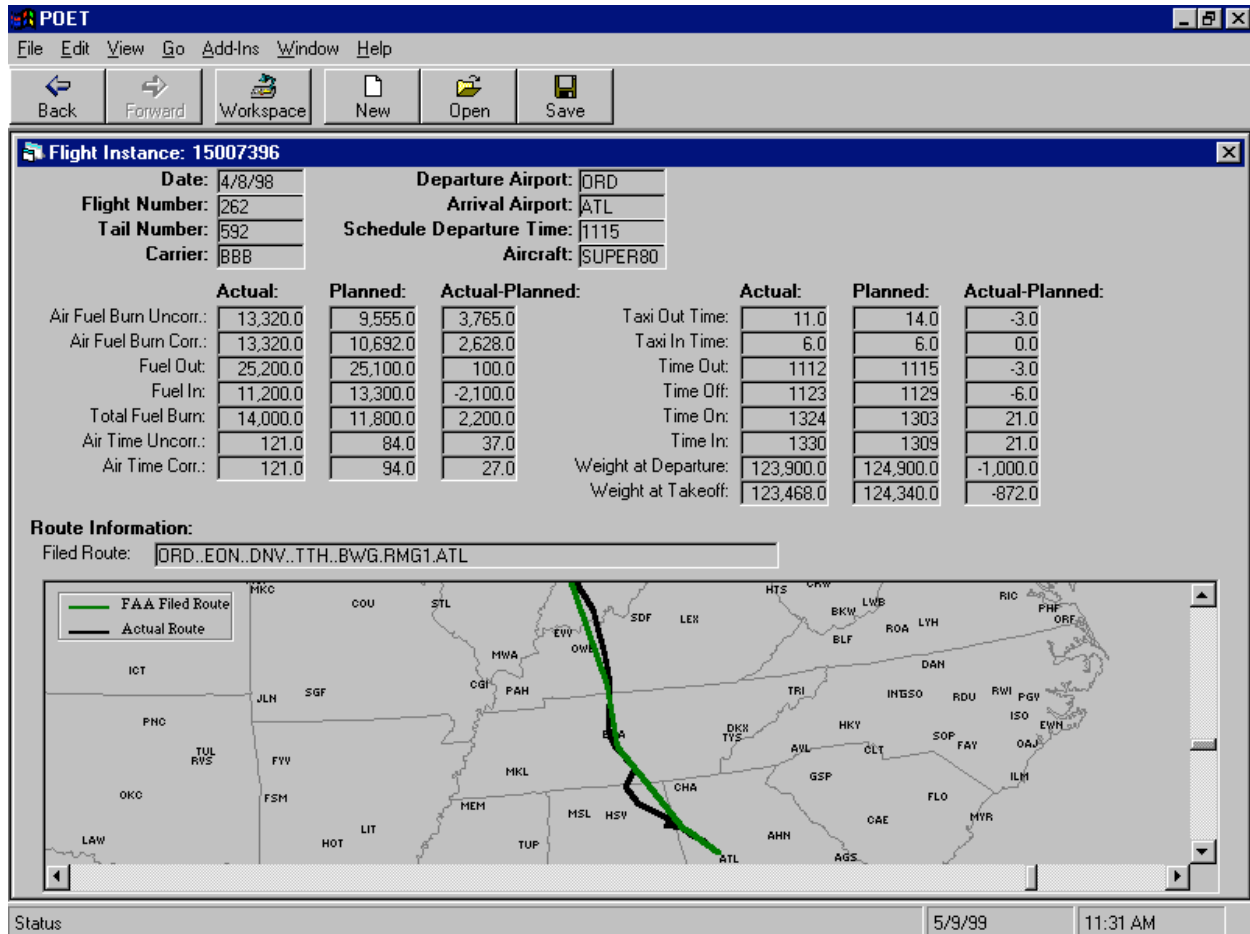 POET
File Edit View Go Add-Ins Window Help
Back Forward Workspace New Open Save
Flight Instance: 15007396
Date: 4/8/98 Departure Airport: ORD
Flight Number: 262 Arrival Airport: ATL
Tail Number: 592 Schedule Departure Time: 1115
Carrier: BBB Aircraft: SUPER80
Actual: Planned: Actual-Planned: Actual: Planned: Actual-Planned:
Air Fuel Burn Uncorr.: 13,320.0 9,555.0 3,765.0 Taxi Out Time: 11.0 14.0 -3.0
Air Fuel Burn Corr.: 13,320.0 10,692.0 2,628.0 Taxi In Time: 6.0 6.0 0.0
Fuel Out: 25,200.0 25,100.0 100.0 Time Out: 1112 1115 -3.0
Fuel In: 11,200.0 13,300.0 -2,100.0 Time Off: 1123 1129 -6.0
Total Fuel Burn: 14,000.0 11,800.0 2,200.0 Time On: 1324 1303 21.0
Air Time Uncorr.: 121.0 84.0 37.0 Time In: 1330 1309 21.0
Air Time Corr.: 121.0 94.0 27.0 Weight at Departure: 123,900.0 124,900.0 -1,000.0
Weight at Takeoff: 123,468.0 124,340.0 -872.0
Route Information:
Filed Route: ORD..EON..DNV..TTH..BWG.RMG1.ATL
FAA Filed Route
Actual Route
MKC COU STL HTS CRW RIC PHF
SDF LEX BKW LWB ROA LYH ORF
EVV OWB BLF
ICT MWA DAN
JLN SGF CGI PAH TRI INT GSO RDU RWI PGV
PNC DKX HKY ISO EWN
TUL TYS SOP FAY OAJ
RVS FYV AVL CLT
MKL GSP ILM
OKC FSM CHA FLO
MEM MSL HSV CAE MYR
LAW LIT AHN
HOT TUP ATL AGS
Status 5/9/99 11:31 AM